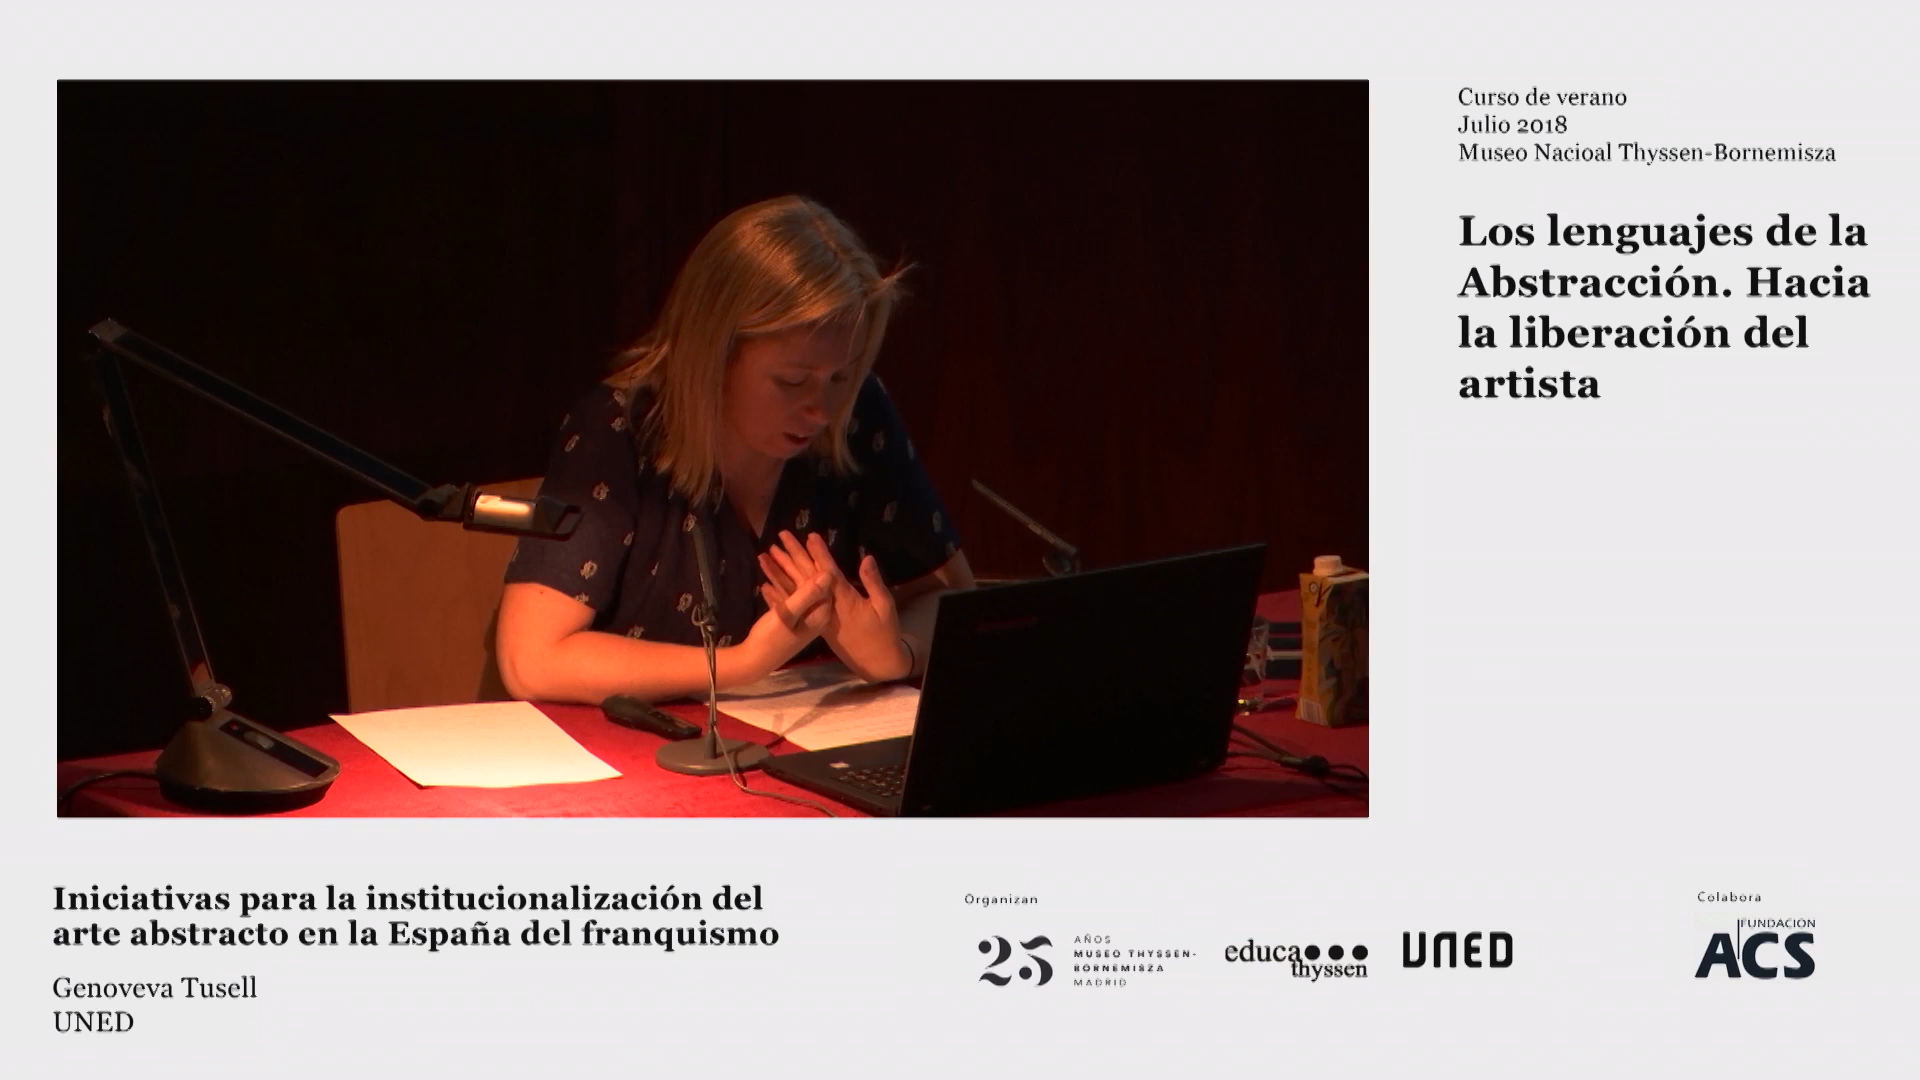 Curso de verano
Julio 2018
Museo Nacioal Thyssen-Bornemisza
Los lenguajes de la
Abstracción. Hacia
la liberación del
artista
Iniciativas para la institucionalización del
arte abstracto en la España del franquismo
Genoveva Tusell
UNED
Organizan
25
AÑOS
MUSEO THYSSEN-
BORNEMISZA
MADRID
educa
thyssen
UNED
Colabora
FUNDACIÓN
ACS